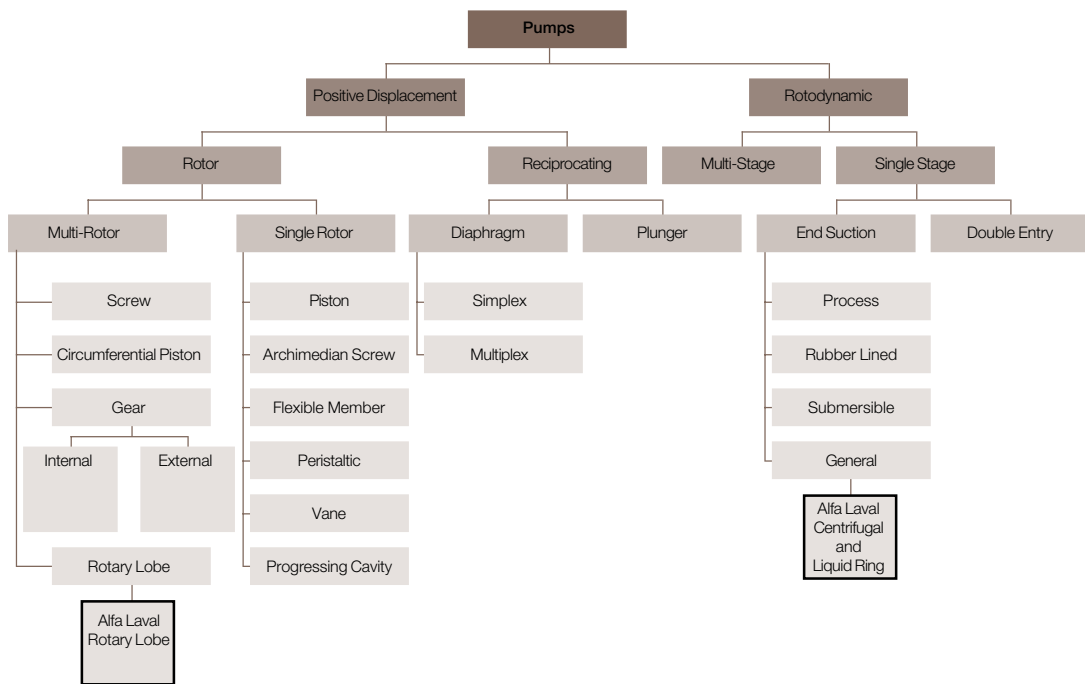 Pumps
Positive Displacement
Rotodynamic
Rotor
Reciprocating
Multi-Stage
Single Stage
Multi-Rotor
Single Rotor
Diaphragm
Plunger
End Suction
Double Entry
Screw
Piston
Simplex
Process
Circumferential Piston
Archimedian Screw
Multiplex
Rubber Lined
Gear
Flexible Member
Submersible
Internal
External
Peristaltic
General
Vane
Alfa Laval
Centrifugal
and
Liquid Ring
Rotary Lobe
Progressing Cavity
Alfa Laval
Rotary Lobe